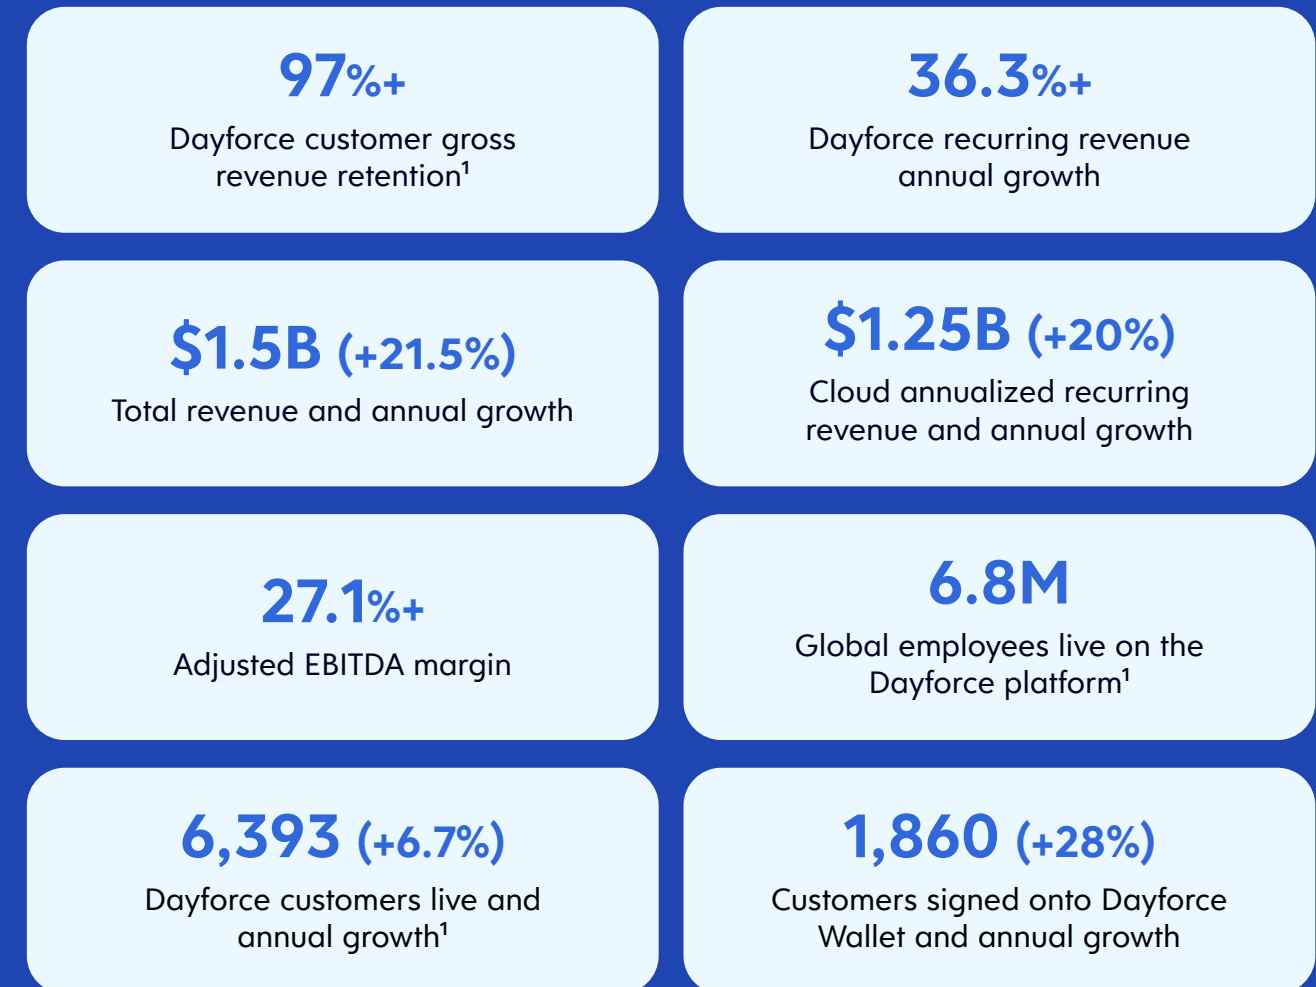 97%+
Dayforce customer gross
revenue retention¹
36.3%+
Dayforce recurring revenue
annual growth
$1.5B (+21.5%)
Total revenue and annual growth
$1.25B (+20%)
Cloud annualized recurring
revenue and annual growth
27.1%+
Adjusted EBITDA margin
6.8M
Global employees live on the
Dayforce platform¹
6,393 (+6.7%)
Dayforce customers live and
annual growth¹
1,860 (+28%)
Customers signed onto Dayforce
Wallet and annual growth